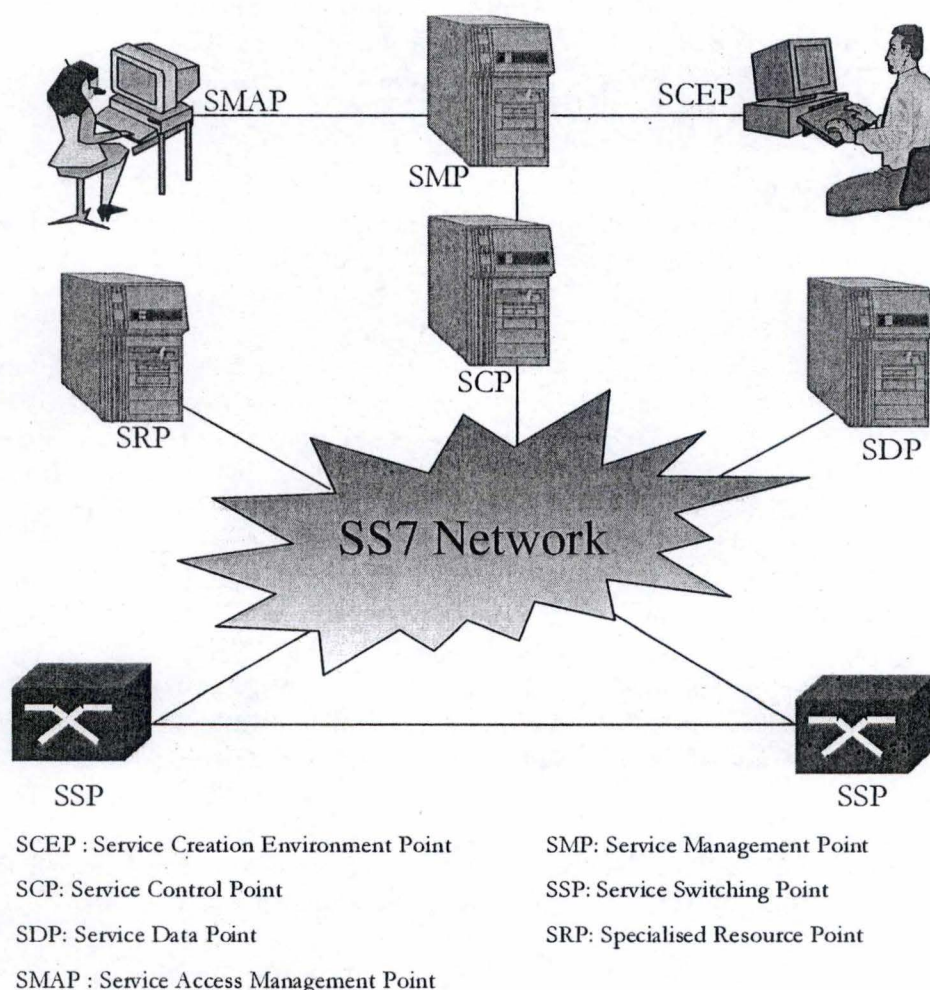 SMAP
SCEP
SMP
SCP
SRP
SDP
SS7 Network
SSP
SSP
SCEP : Service Creation Environment Point
SMP: Service Management Point
SCP: Service Control Point
SSP: Service Switching Point
SDP: Service Data Point
SRP: Specialised Resource Point
SMAP : Service Access Management Point